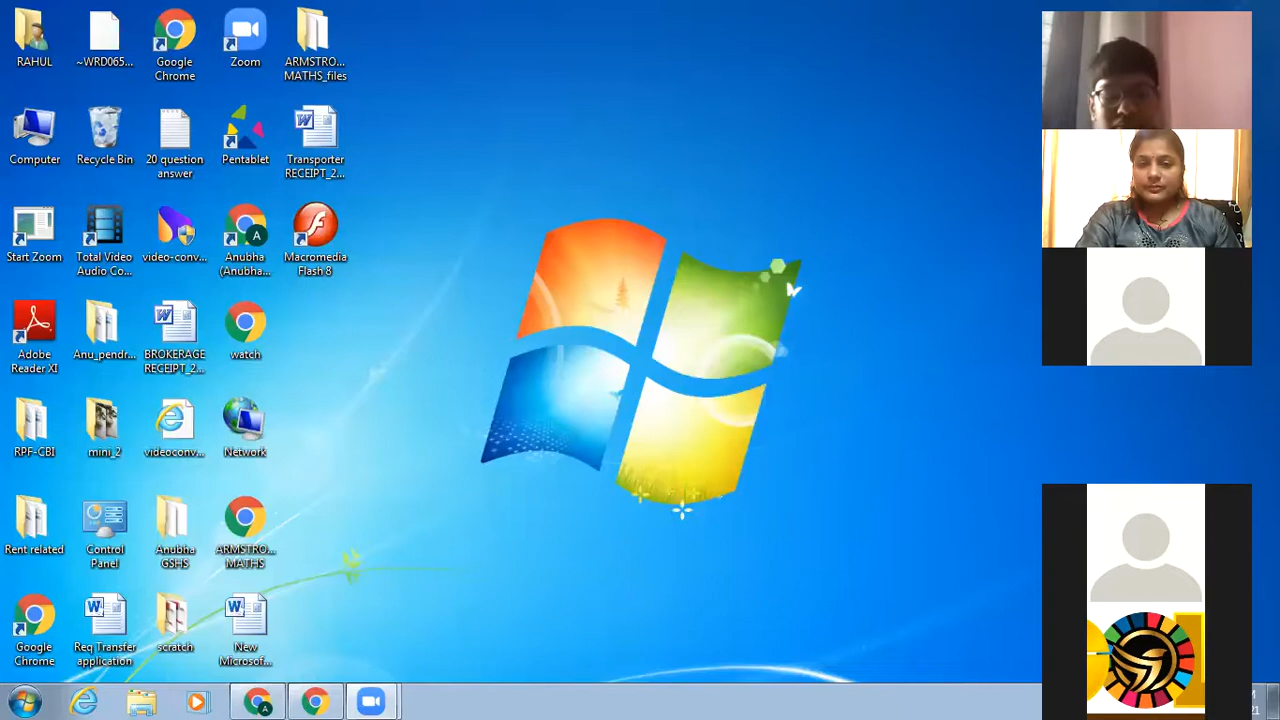 RAHUL
~WRD065...
Google
Chrome
Zoom
ARMSTRO...
MATHS_files
Computer
Recycle Bin
20 question
answer
Pentablet
Transporter
RECEIPT_2...
Start Zoom
Total Video
Audio Co...
video-conv...
Anubha
(Anubha...
Macromedia
Flash 8
Adobe
Reader XI
Anu_pendr...
BROKERAGE
RECEIPT_2...
watch
RPF-CBI
mini_2
videoconv...
Network
Rent related
Control
Panel
Anubha
GSHS
ARMSTRO...
MATHS
Google
Chrome
Req Transfer
application
scratch
New
Microsof...
A
A
M
21